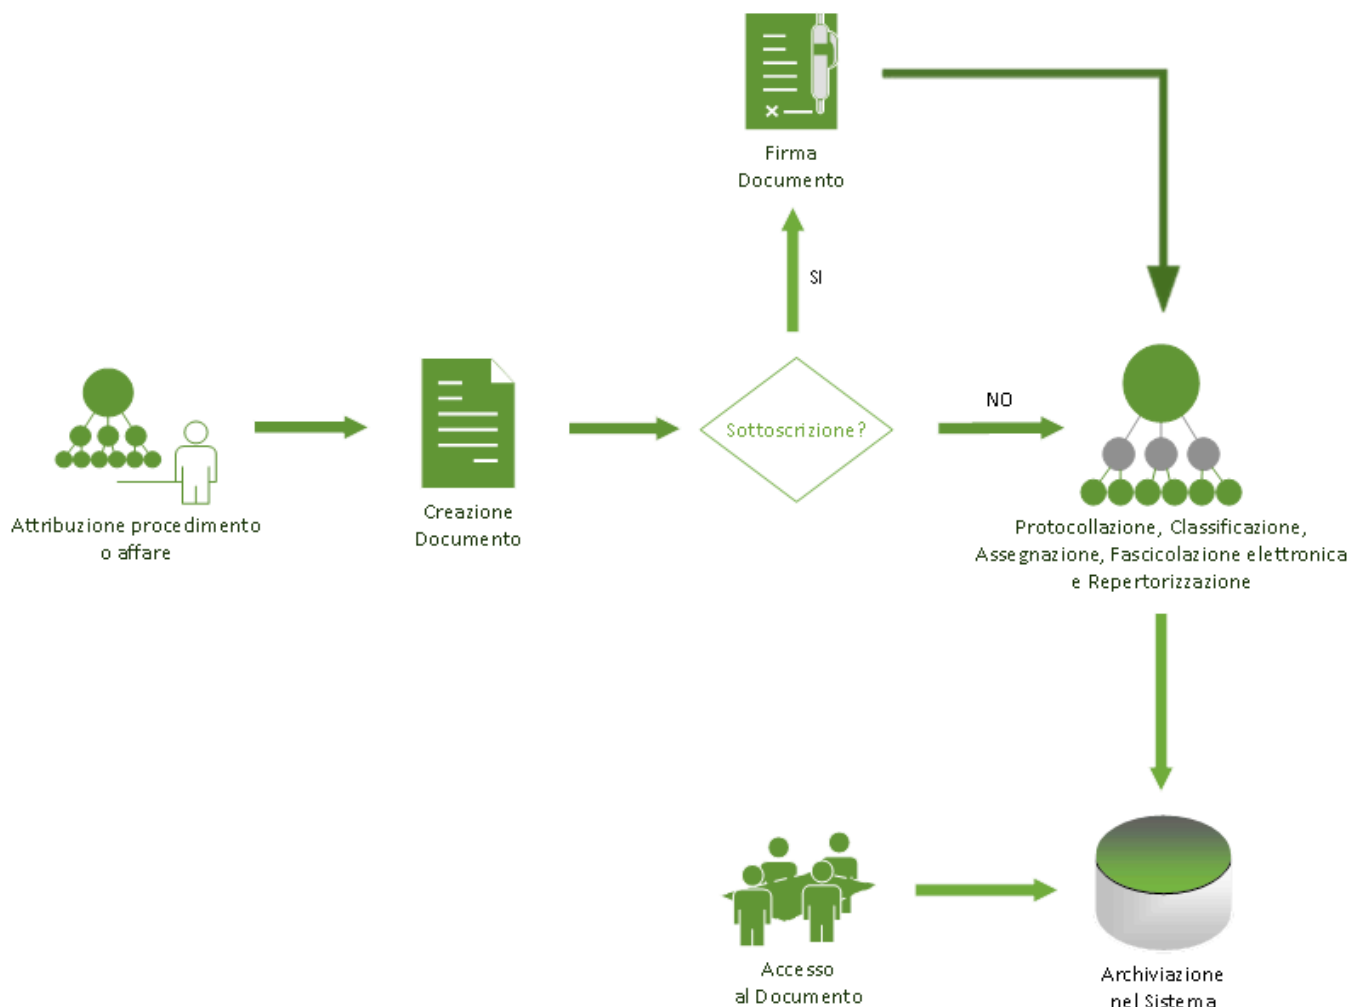 Firma
Documento
SI
Sottoscrizione?
NO
Attribuzione procedimento
o affare
Creazione
Documento
Protocollazione, Classificazione,
Assegnazione, Fascicolazione elettronica
e Repertorizzazione
Accesso
al Documento
Archiviazione
nel Sistema